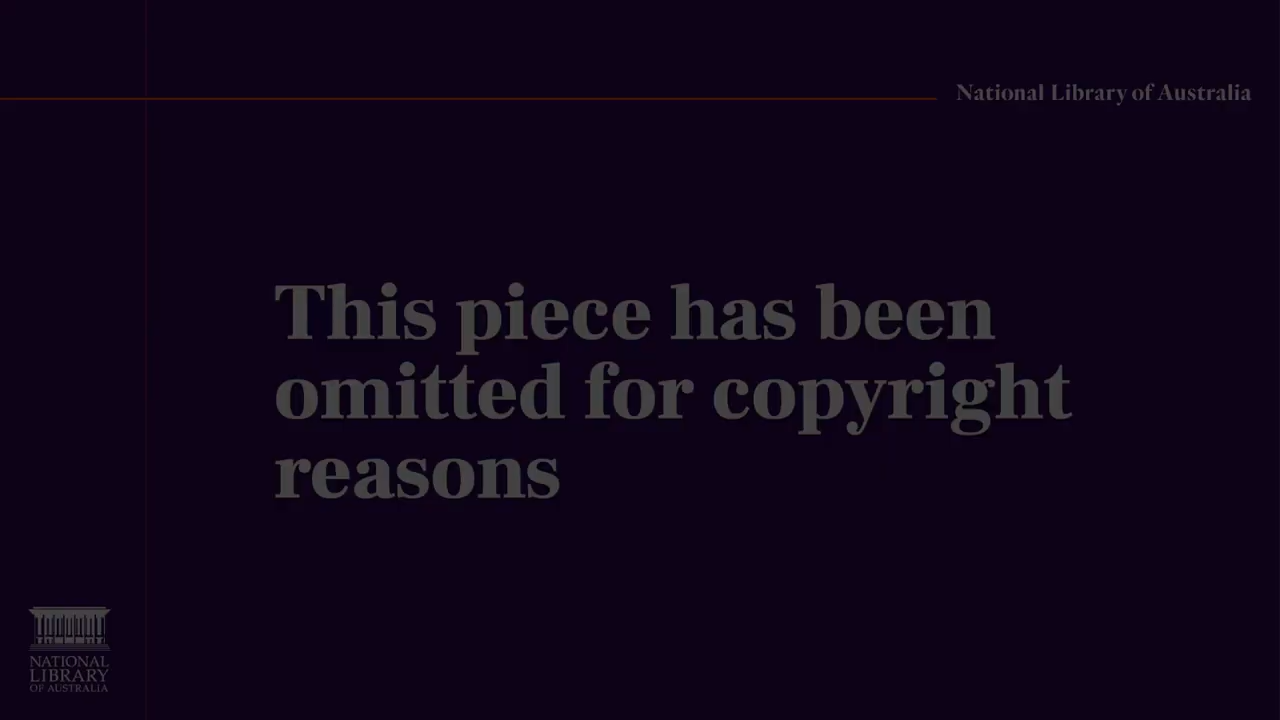 National Library of Australia
This piece has been
omitted for copyright
reasons
NATIONAL
LIBRARY
OF AUSTRALIA